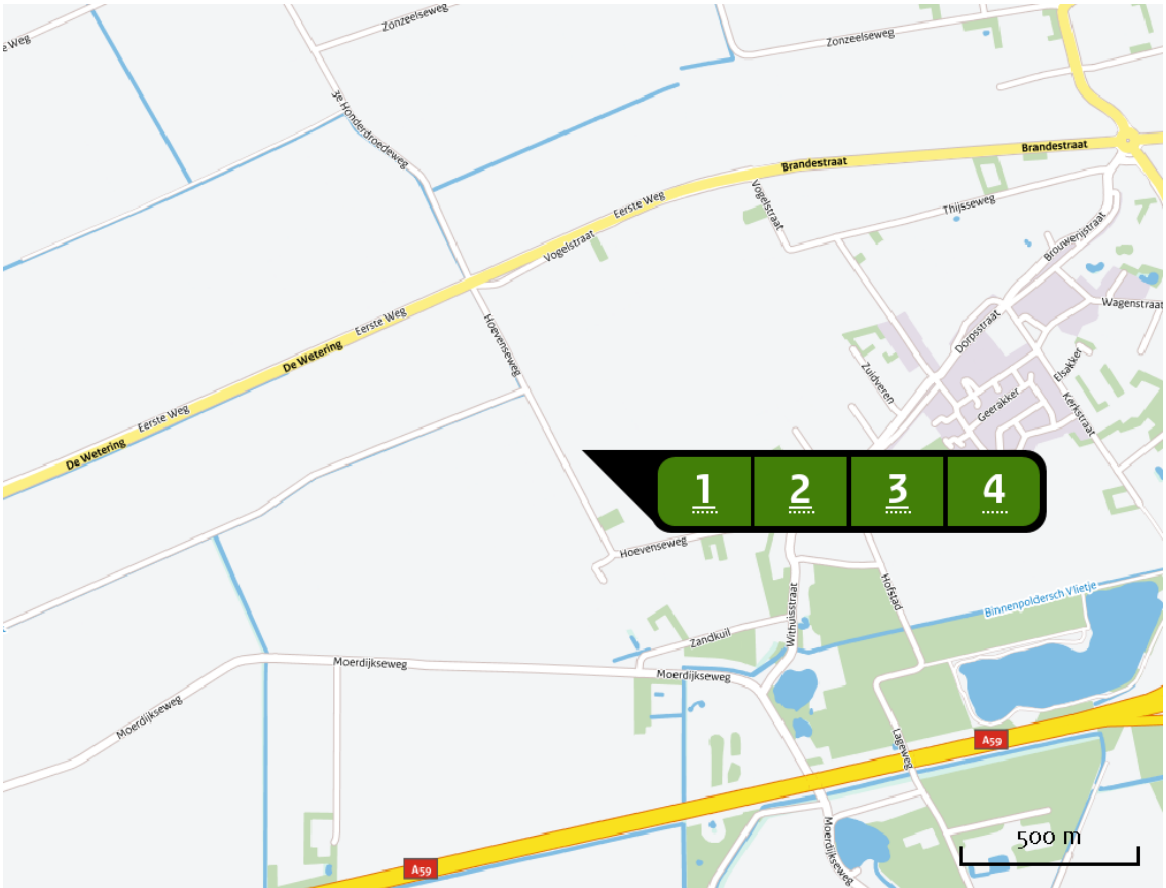 Zonzeelseweg
e Weg
Zonzeelseweg
3e Honderdroedeweg
Brandestraat
Brandestraat
Vogelstraat
Eerste Weg
Thijsseweg
Brouwerijstraat
Vogelstraat
Wagenstraat
Eerste Weg
Hoevenseweg
Dorpsstraat
De Wetering
Elsakker
Zuidveren
Geerakker
Kerkstraat
Eerste Weg
De Wetering
1 2 3 4
Hoevenseweg
Hofstad
Binnenpoldersch Vlietje
Withuisstraat
Zandkuil
Moerdijkseweg
Moerdijkseweg
Moerdijkseweg
A59
Lageweg
Moerdijkseweg
500 m
A59